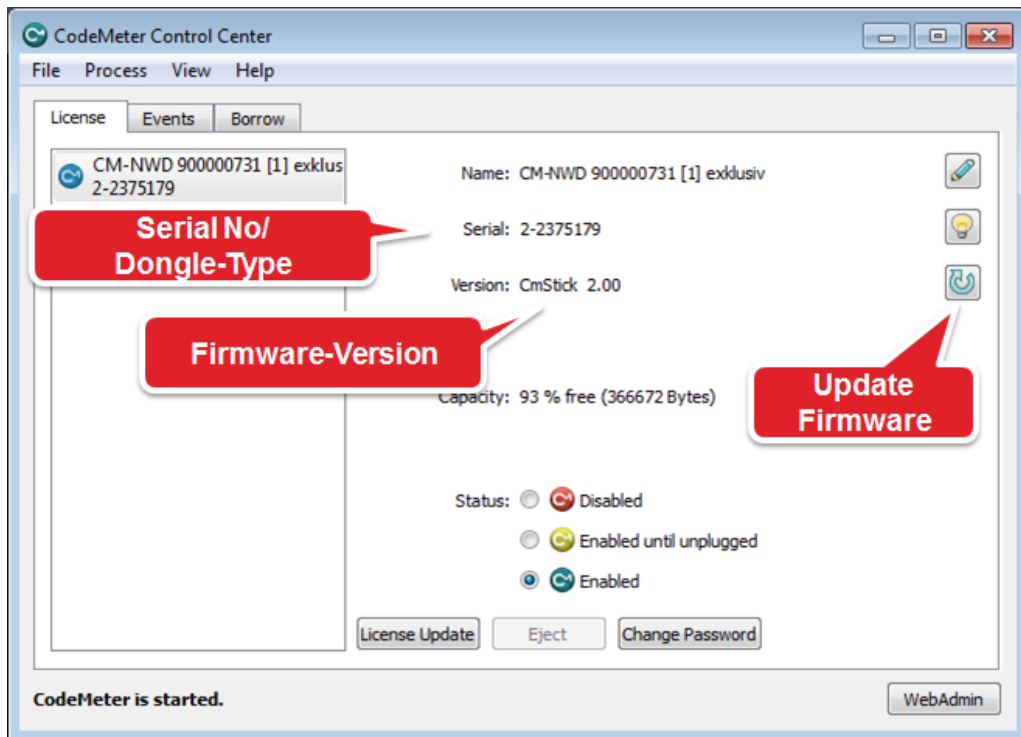 CodeMeter Control Center
File Process View Help
License Events Borrow
CM-NWD 900000731 [1] exklus
2-2375179
Name: CM-NWD 900000731 [1] exklusiv
Serial No/
Dongle-Type
Serial: 2-2375179
Version: CmStick 2.00
Firmware-Version
Update
Firmware
Capacity: 93 % free (366672 Bytes)
Status: Disabled
Enabled until unplugged
Enabled
License Update Eject Change Password
CodeMeter is started.
WebAdmin